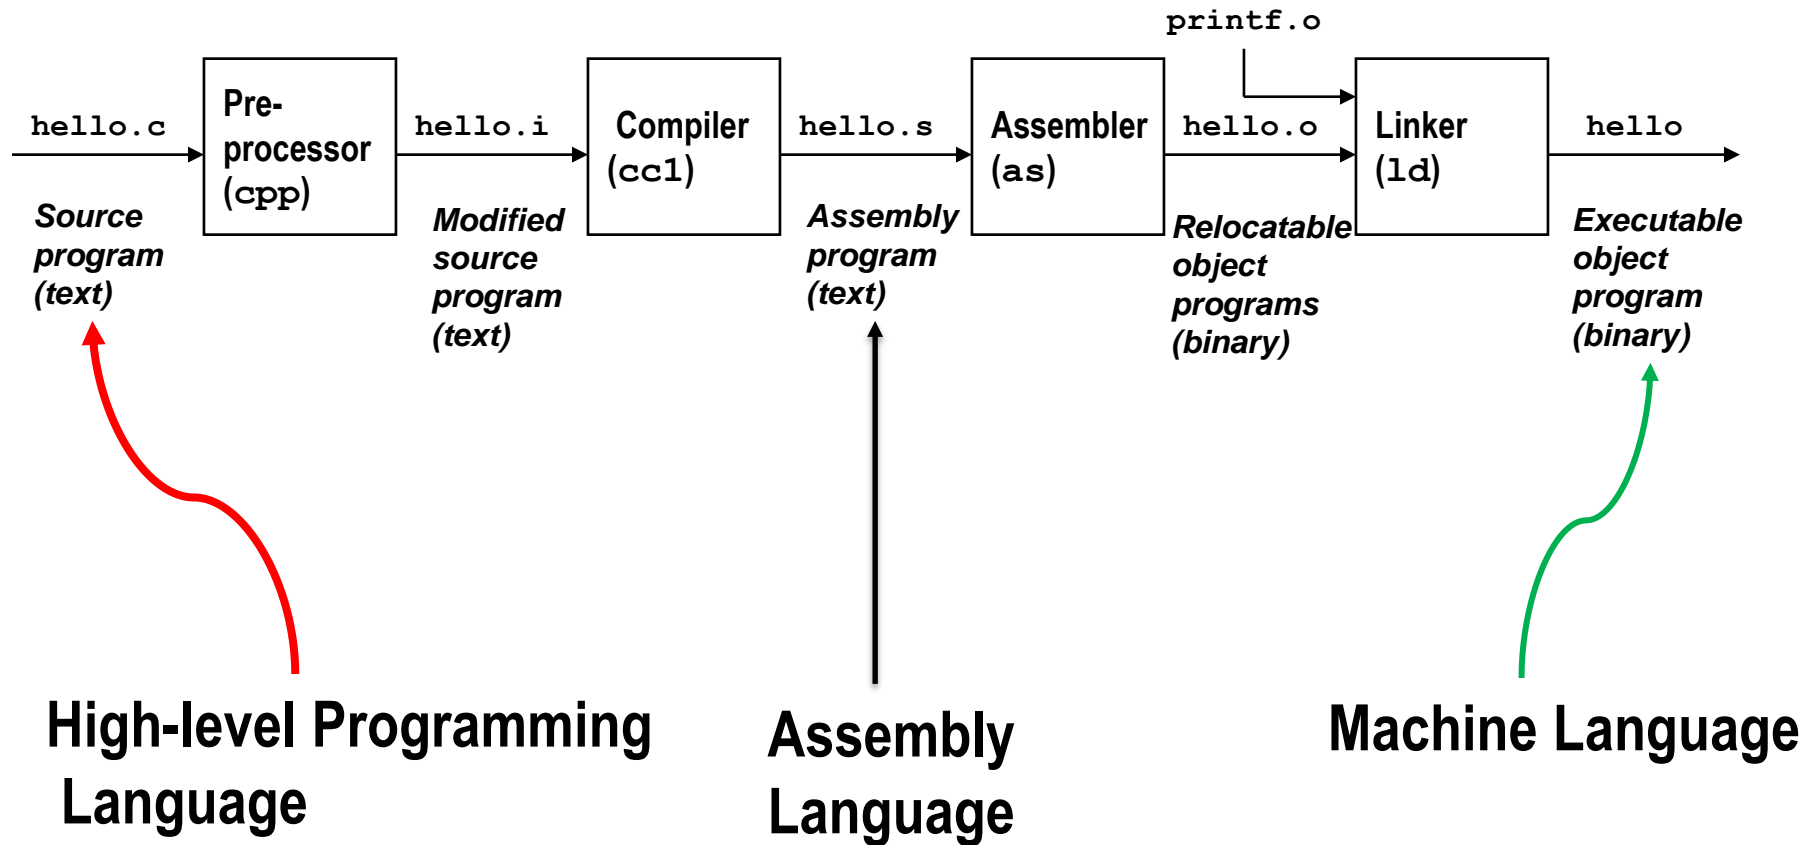 printf.o
hello.c
Pre-
processor
(cpp)
hello.i
Compiler
(cc1)
hello.s
Assembler
(as)
hello.o
Linker
(ld)
hello
Source
program
(text)
Modified
source
program
(text)
Assembly
program
(text)
Relocatable
object
programs
(binary)
Executable
object
program
(binary)
High-level Programming
Language
Assembly
Language
Machine Language